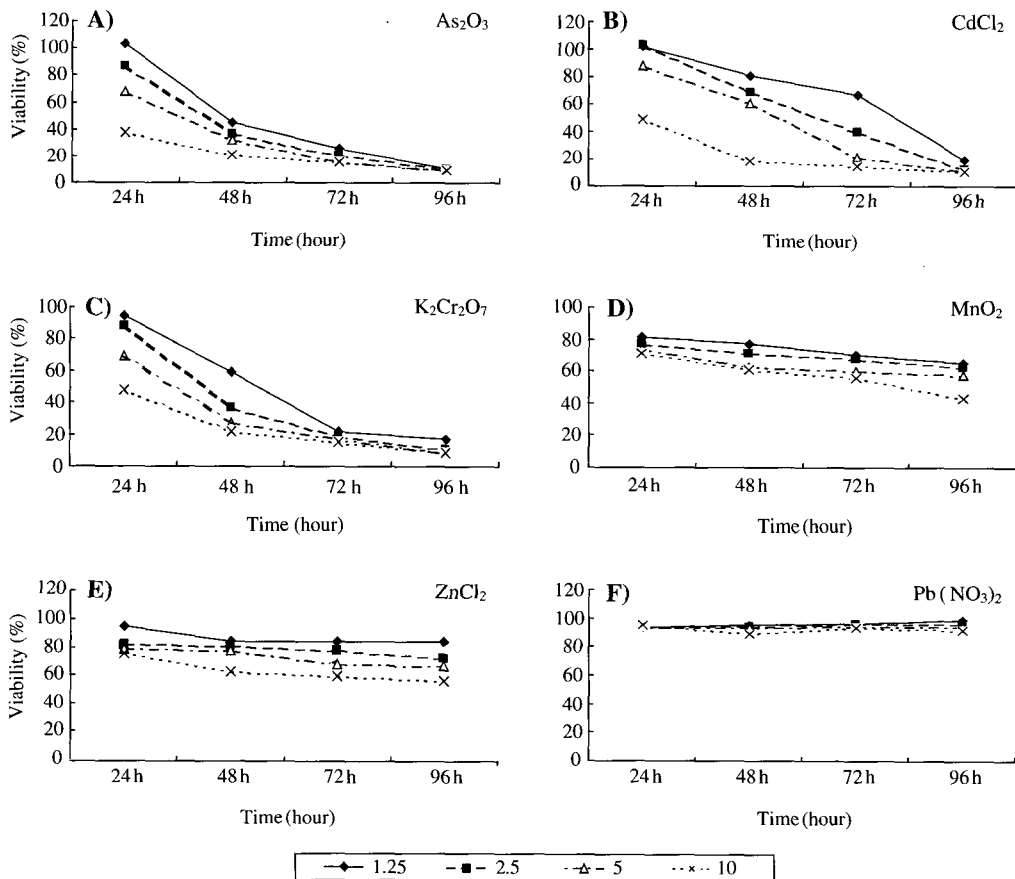 A) As₂O₃
Viability (%)
120
100
80
60
40
20
0
24 h 48 h 72 h 96 h
Time (hour)
B) CdCl₂
120
100
80
60
40
20
0
24 h 48 h 72 h 96 h
Time (hour)
C) K₂Cr₂O₇
Viability (%)
100
80
60
40
20
0
24 h 48 h 72 h 96 h
Time (hour)
D) MnO₂
100
80
60
40
20
0
24 h 48 h 72 h 96 h
Time (hour)
E) ZnCl₂
Viability (%)
120
100
80
60
40
20
0
24 h 48 h 72 h 96 h
Time (hour)
F) Pb(NO₃)₂
120
100
80
60
40
20
0
24 h 48 h 72 h 96 h
Time (hour)
1.25 2.5 5 10